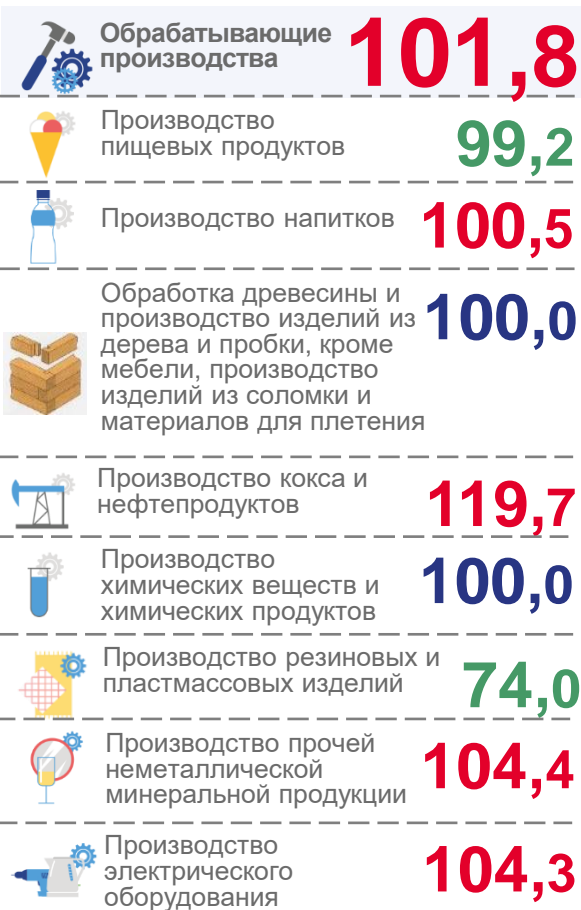 Обрабатывающие
производства
101,8
Производство
пищевых продуктов
99,2
Производство напитков
100,5
Обработка древесины и
производство изделий из
дерева и пробки, кроме
мебели, производство
изделий из соломки и
материалов для плетения
100,0
Производство кокса и
нефтепродуктов
119,7
Производство
химических веществ и
химических продуктов
100,0
Производство резиновых и
пластмассовых изделий
74,0
Производство прочей
неметаллической
минеральной продукции
104,4
Производство
электрического
оборудования
104,3